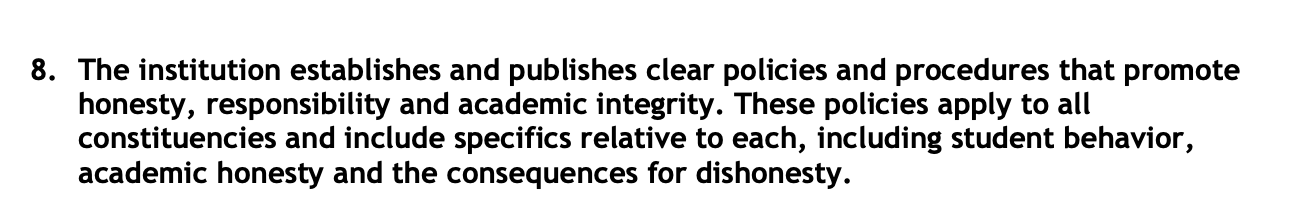 8. The institution establishes and publishes clear policies and procedures that promote
honesty, responsibility and academic integrity. These policies apply to all
constituencies and include specifics relative to each, including student behavior,
academic honesty and the consequences for dishonesty.